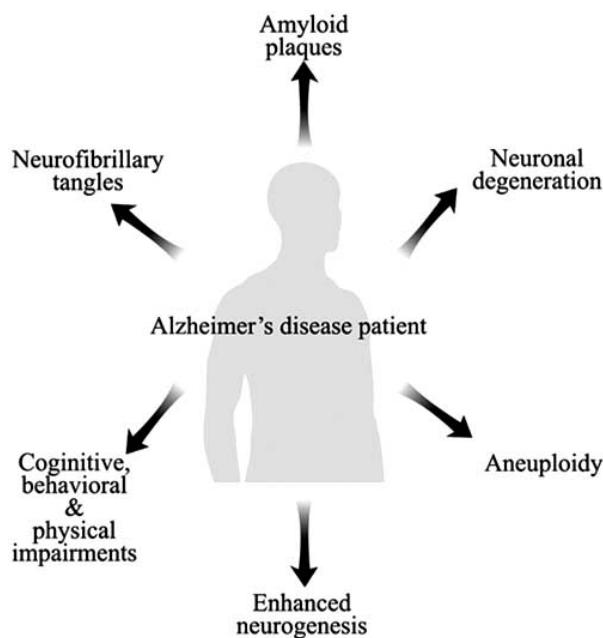 Amyloid
plaques
Neurofibrillary
tangles
Neuronal
degeneration
Alzheimer’s disease patient
Coginitive,
behavioral
&
physical
impairments
Aneuploidy
Enhanced
neurogenesis